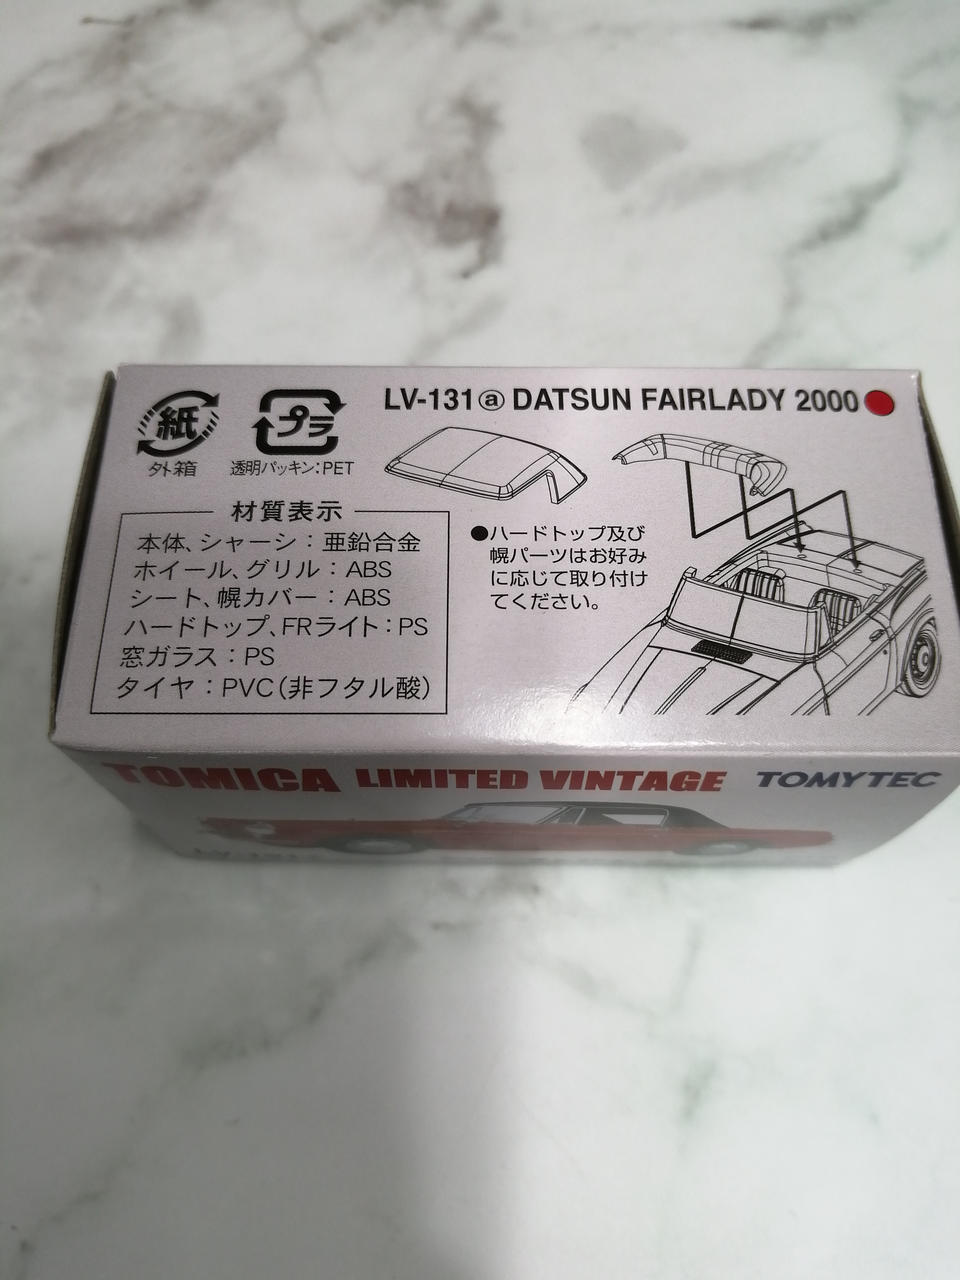 LV-131ⓐ DATSUN FAIRLADY 2000
紙
外箱
プラ
透明パッキン:PET
材質表示
本体、シャーシ:亜鉛合金
ホイール、グリル:ABS
シート、幌カバー:ABS
ハードトップ、FRライト:PS
窓ガラス:PS
タイヤ:PVC(非フタル酸)
●ハードトップ及び
幌パーツはお好み
に応じて取り付け
てください。
TOMICA LIMITED VINTAGE TOMYTEC